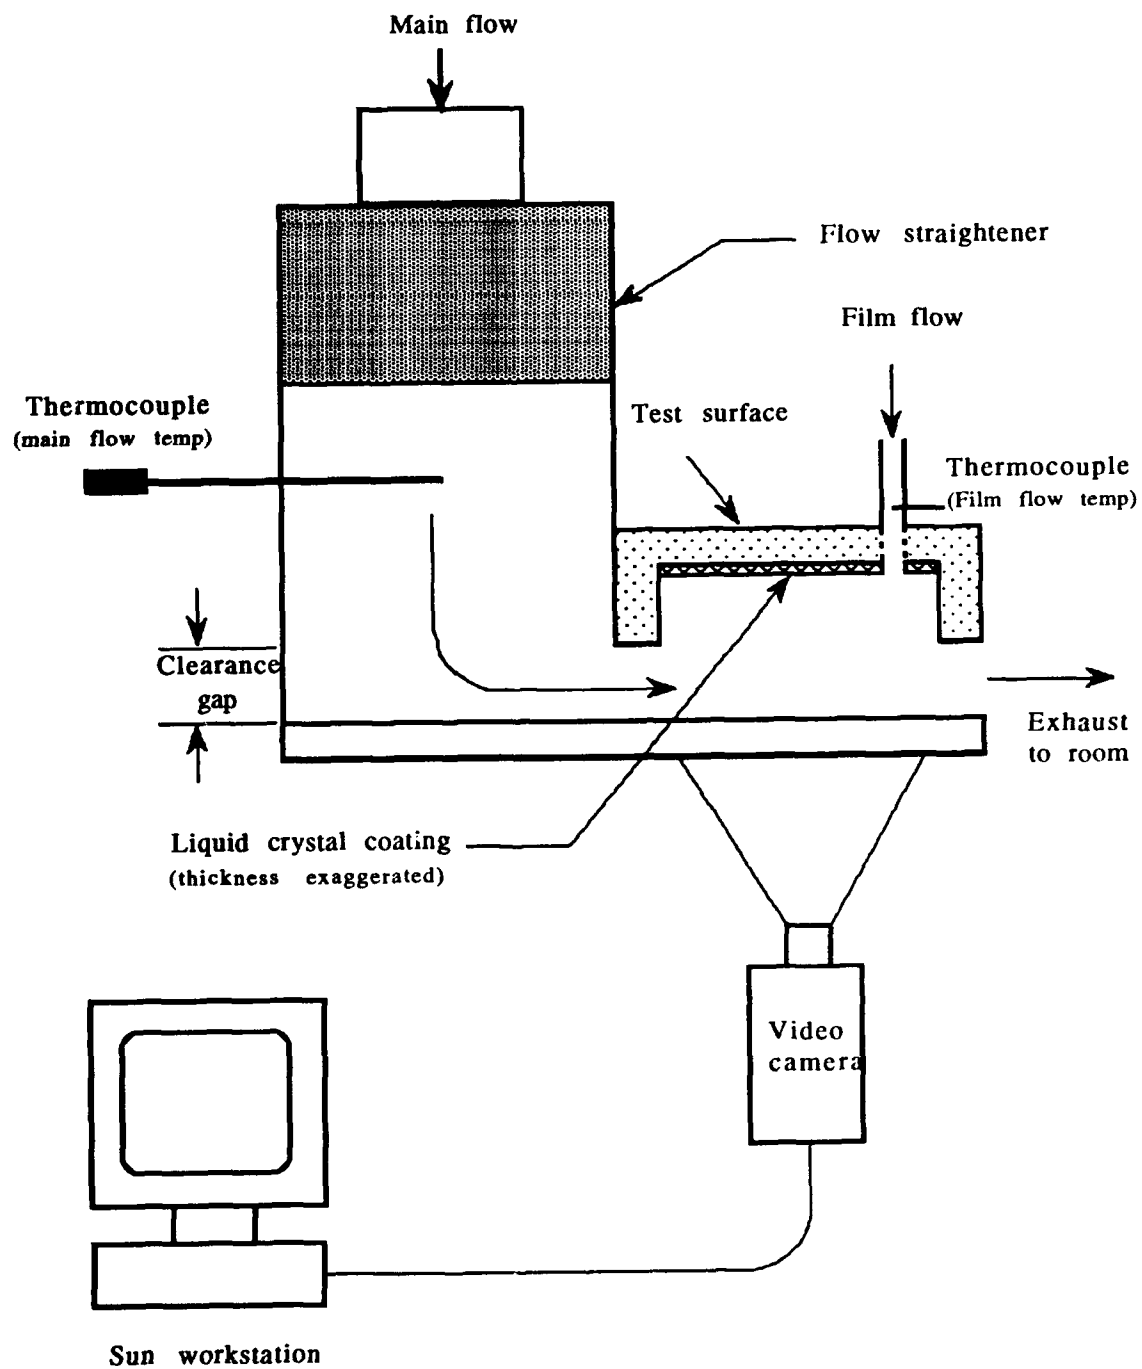 Main flow
Flow straightener
Film flow
Thermocouple
(main flow temp)
Test surface
Thermocouple
(Film flow temp)
Clearance
gap
Exhaust
to room
Liquid crystal coating
(thickness exaggerated)
Video
camera
Sun workstation